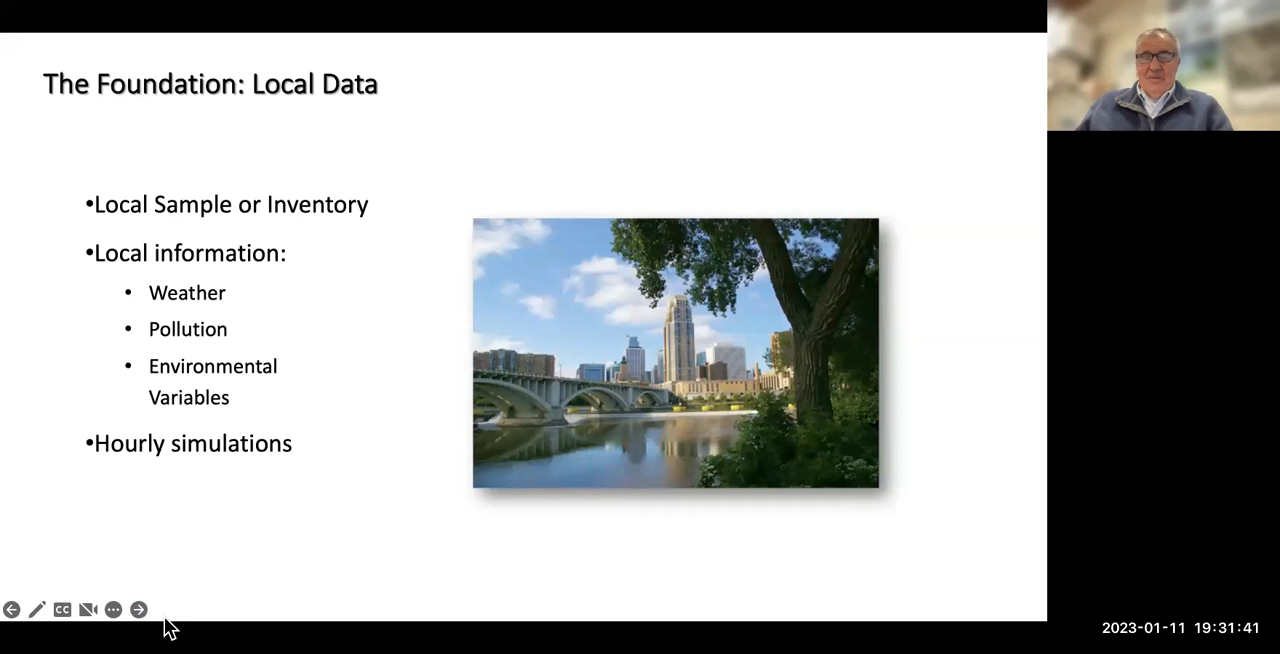 The Foundation: Local Data
•Local Sample or Inventory
•Local information:
• Weather
• Pollution
• Environmental
Variables
•Hourly simulations
CC
2023-01-11 19:31:41